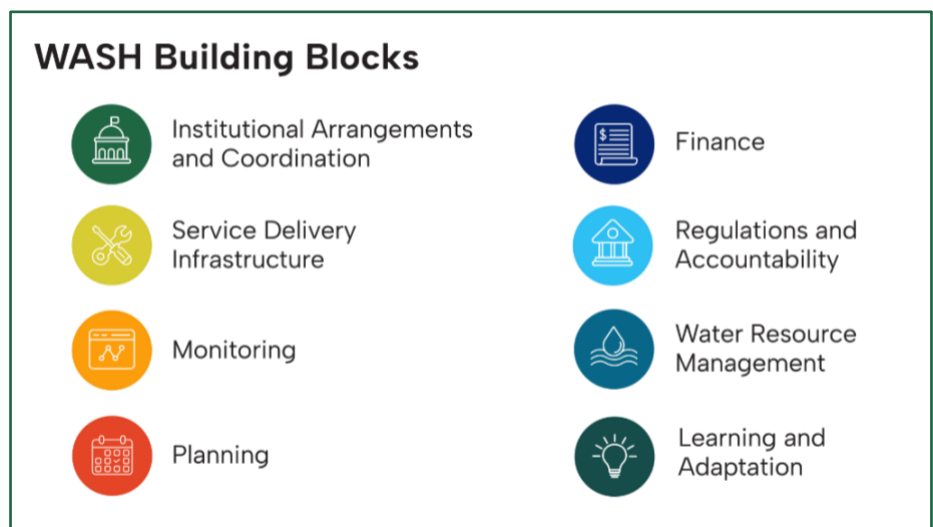 WASH Building Blocks
Institutional Arrangements
and Coordination
Service Delivery
Infrastructure
Monitoring
Planning
$
Finance
Regulations and
Accountability
Water Resource
Management
Learning and
Adaptation